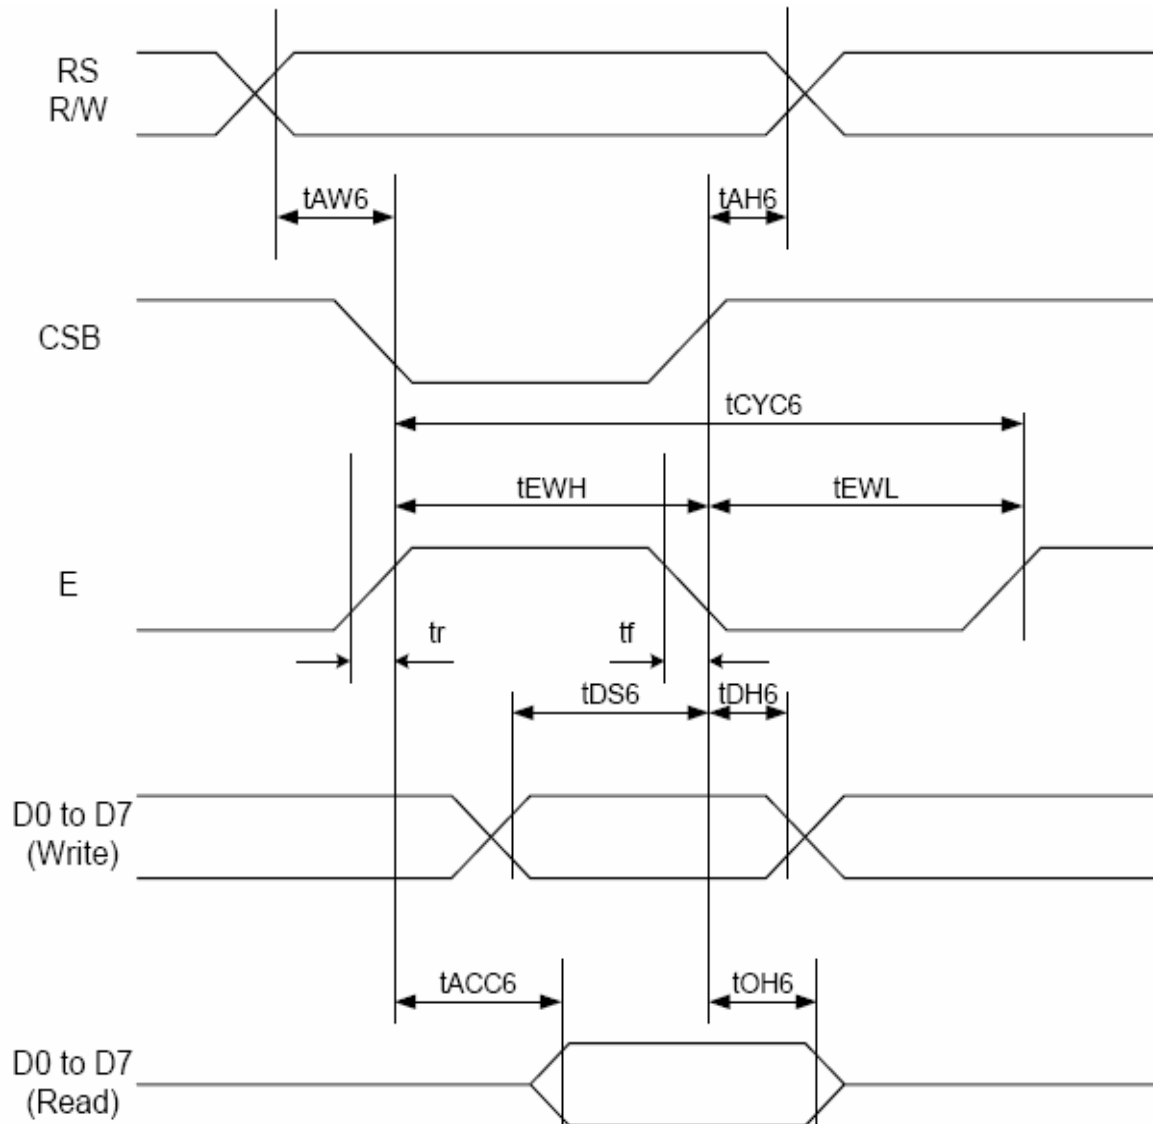 RS
R/W
tAW6
tAH6
CSB
tCYC6
tEWH
tEWL
E
tr
tf
tDS6
tDH6
D0 to D7
(Write)
tACC6
tOH6
D0 to D7
(Read)